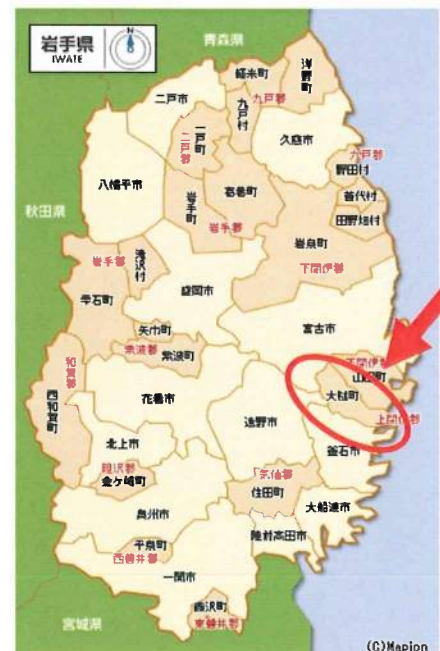 岩手県
IWATE
青森県
軽米町
洋野町
二戸市
九戸郡
一戸町
九戸村
二戸郡
久慈市
九戸郡
野田村
八幡平市
葛巻町
普代村
岩手町
田野畑村
秋田県
岩手郡
岩泉町
岩手郡
滝沢村
下閉伊郡
雫石町
盛岡市
宮古市
矢巾町
紫波郡
紫波町
下閉伊郡
山田町
和賀郡
大槌町
花巻市
上閉伊郡
西和賀町
遠野市
北上市
釜石市
胆沢郡
気仙郡
金ケ崎町
住田町
大船渡市
奥州市
陸前高田市
平泉町
西磐井郡
一関市
藤沢町
東磐井郡
宮城県
(C)Mapion